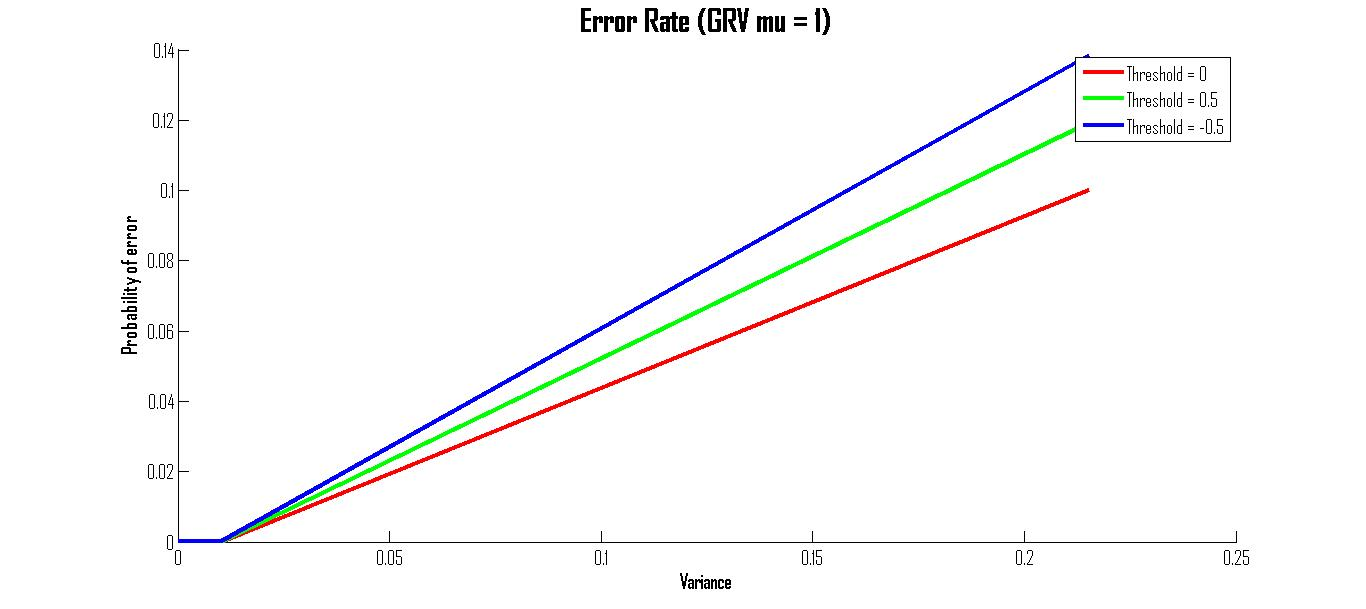 Error Rate (GRV mu = 1)
0.14
0.12
0.1
0.08
0.06
0.04
0.02
0
Probability of error
Threshold = 0
Threshold = 0.5
Threshold = -0.5
0 0.05 0.1 0.15 0.2 0.25
Variance